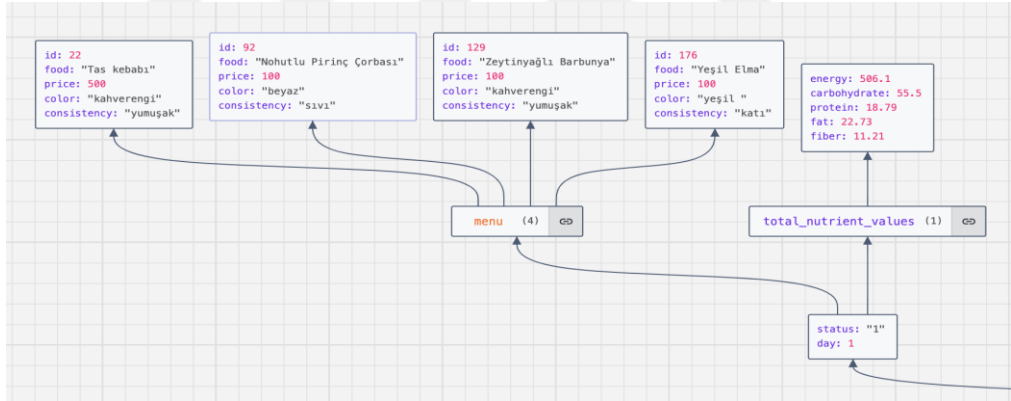 id: 22
food: "Tas kebabı"
price: 500
color: "kahverengi"
consistency: "yumuşak"
id: 92
food: "Nohutlu Pirinç Çorbası"
price: 100
color: "beyaz"
consistency: "sıvı"
id: 129
food: "Zeytinyağlı Barbunya"
price: 100
color: "kahverengi"
consistency: "yumuşak"
id: 176
food: "Yeşil Elma"
price: 100
color: "yeşil "
consistency: "katı"
energy: 506.1
carbohydrate: 55.5
protein: 18.79
fat: 22.73
fiber: 11.21
menu (4)
total_nutrient_values (1)
status: "1"
day: 1